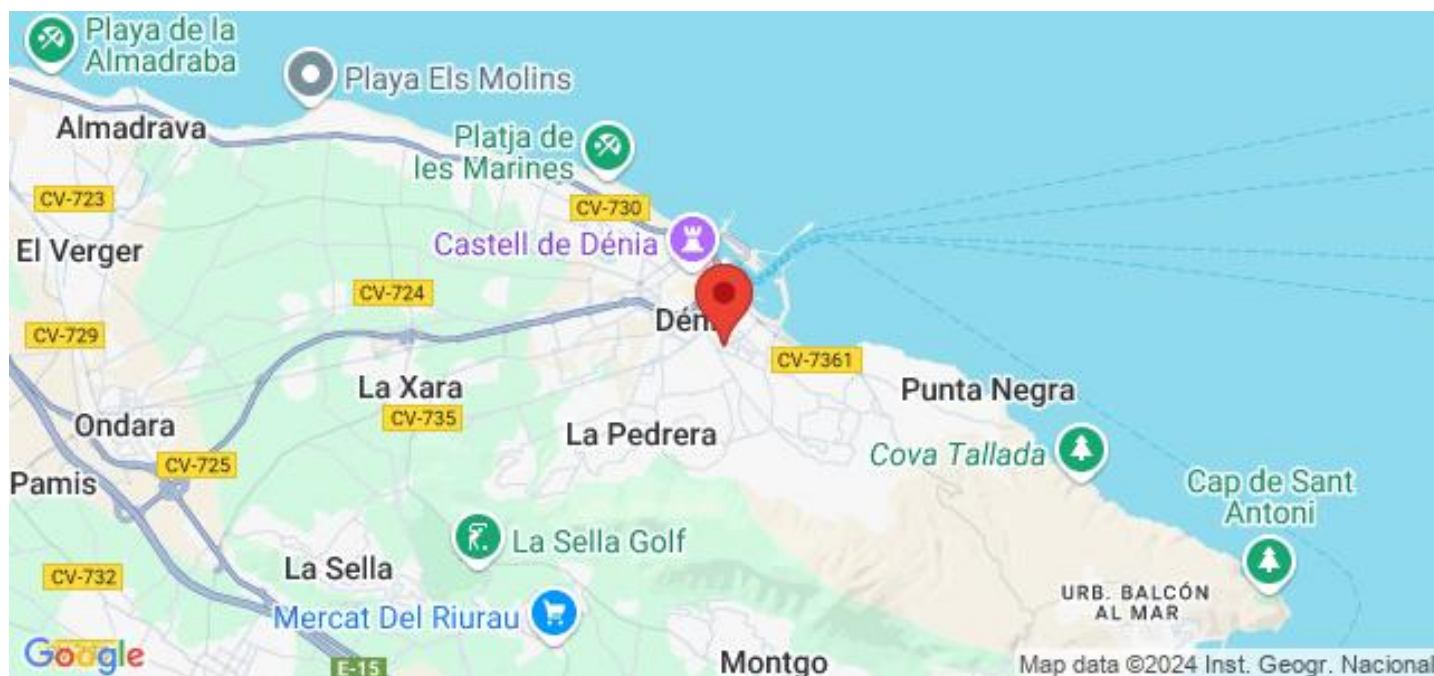 Playa de la
Almadraba
Playa Els Molins
Almadrava
Platja de
les Marines
CV-723
CV-730
El Verger
Castell de Dénia
CV-724
CV-729
CV-7361
La Xara
Punta Negra
CV-735
Ondara
La Pedrera
Cova Tallada
CV-725
Pamis
Cap de Sant
Antoni
La Sella Golf
La Sella
CV-732
URB. BALCÓN
AL MAR
Mercat Del Riurau
Google
E-15
Montgo
Map data ©2024 Inst. Geogr. Nacional